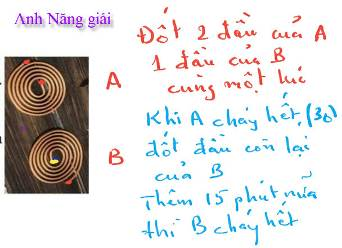 Anh Năng giải
Đốt 2 đầu của A
A
1 đầu của B
cùng một lúc
Khi A cháy hết, (30)
B
đốt đầu còn lại
của B
Thêm 15 phút nữa
thì B cháy hết